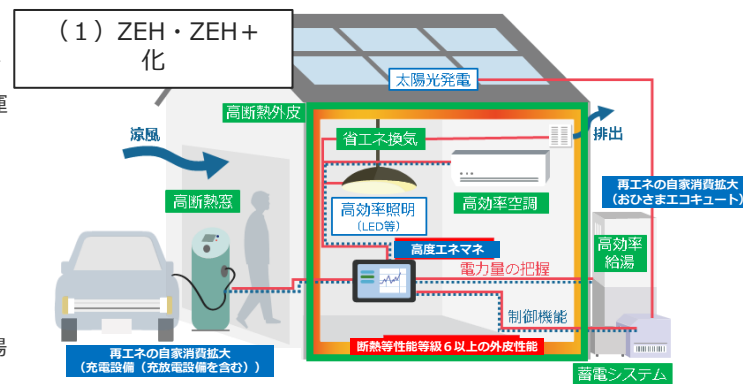 （１）ZEH・ZEH＋
化
運
太陽光発電
高断熱外皮
涼風
省エネ換気
排出
再エネの自家消費拡大
（おひさまエコキュート）
高断熱窓
高効率照明
（LED等）
高効率空調
高効率
給湯
高度エネマネ
電力量の把握
制御機能
断熱等性能等級６以上の外皮性能
場
再エネの自家消費拡大
（充電設備（充放電設備を含む））
蓄電システム